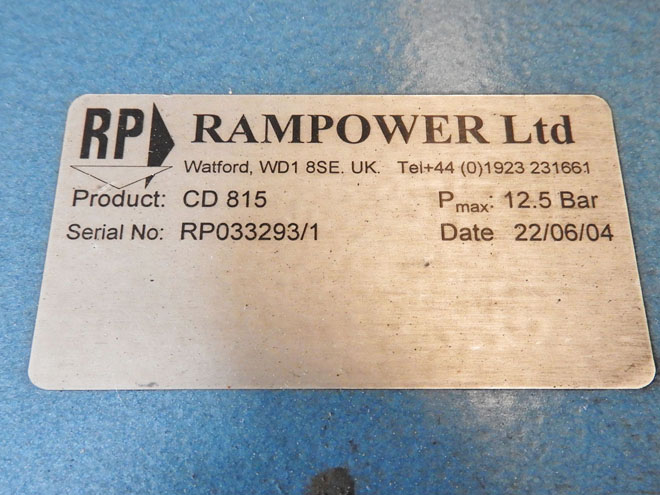 RP RAMPOWER Ltd
Watford, WD1 8SE. UK. Tel+44 (0)1923 231661
Product: CD 815 Pmax: 12.5 Bar
Serial No: RP033293/1 Date 22/06/04